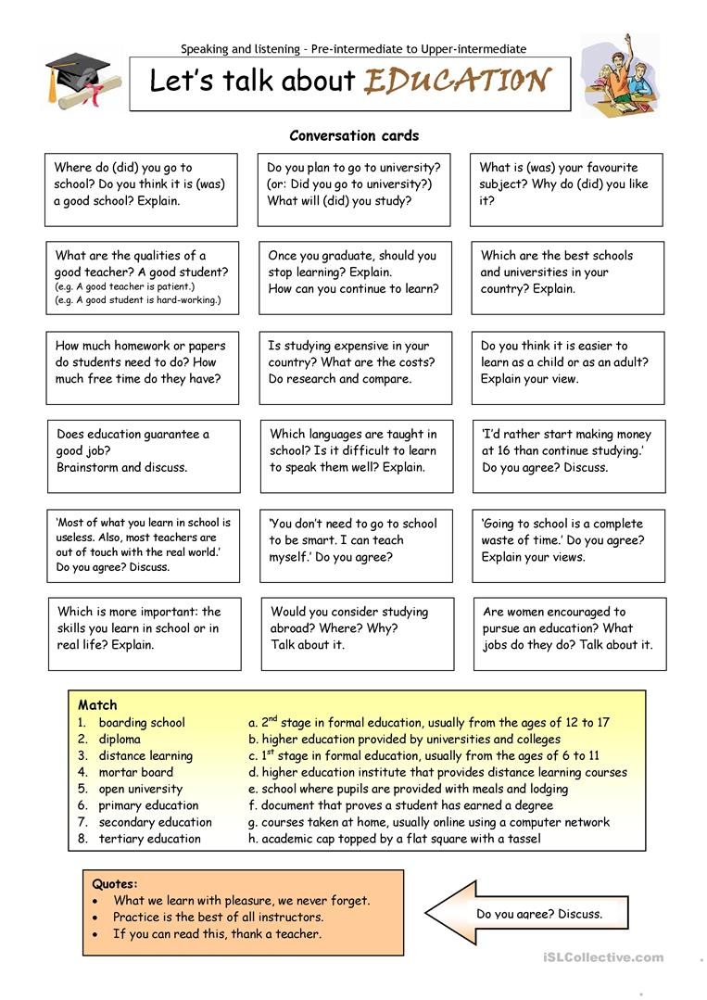 Speaking and listening - Pre-intermediate to Upper-intermediate
Let's talk about EDUCATION
Conversation cards
Where do (did) you go to
school? Do you think it is (was)
a good school? Explain.
Do you plan to go to university?
(or: Did you go to university?)
What will (did) you study?
What is (was) your favourite
subject? Why do (did) you like
it?
What are the qualities of a
good teacher? A good student?
(e.g. A good teacher is patient.)
(e.g. A good student is hard-working.)
Once you graduate, should you
stop learning? Explain.
How can you continue to learn?
Which are the best schools
and universities in your
country? Explain.
How much homework or papers
do students need to do? How
much free time do they have?
Is studying expensive in your
country? What are the costs?
Do research and compare.
Do you think it is easier to
learn as a child or as an adult?
Explain your view.
Does education guarantee a
good job?
Brainstorm and discuss.
Which languages are taught in
school? Is it difficult to learn
to speak them well? Explain.
'I'd rather start making money
at 16 than continue studying.'
Do you agree? Discuss.
'Most of what you learn in school is
useless. Also, most teachers are
out of touch with the real world.'
Do you agree? Discuss.
'You don't need to go to school
to be smart. I can teach
myself.' Do you agree?
'Going to school is a complete
waste of time.' Do you agree?
Explain your views.
Which is more important: the
skills you learn in school or in
real life? Explain.
Would you consider studying
abroad? Where? Why?
Talk about it.
Are women encouraged to
pursue an education? What
jobs do they do? Talk about it.
Match
1. boarding school a. 2nd stage in formal education, usually from the ages of 12 to 17
2. diploma b. higher education provided by universities and colleges
3. distance learning c. 1st stage in formal education, usually from the ages of 6 to 11
4. mortar board d. higher education institute that provides distance learning courses
5. open university e. school where pupils are provided with meals and lodging
6. primary education f. document that proves a student has earned a degree
7. secondary education g. courses taken at home, usually online using a computer network
8. tertiary education h. academic cap topped by a flat square with a tassel
Quotes:
• What we learn with pleasure, we never forget.
• Practice is the best of all instructors.
• If you can read this, thank a teacher.
Do you agree? Discuss.
iSLCollective.com